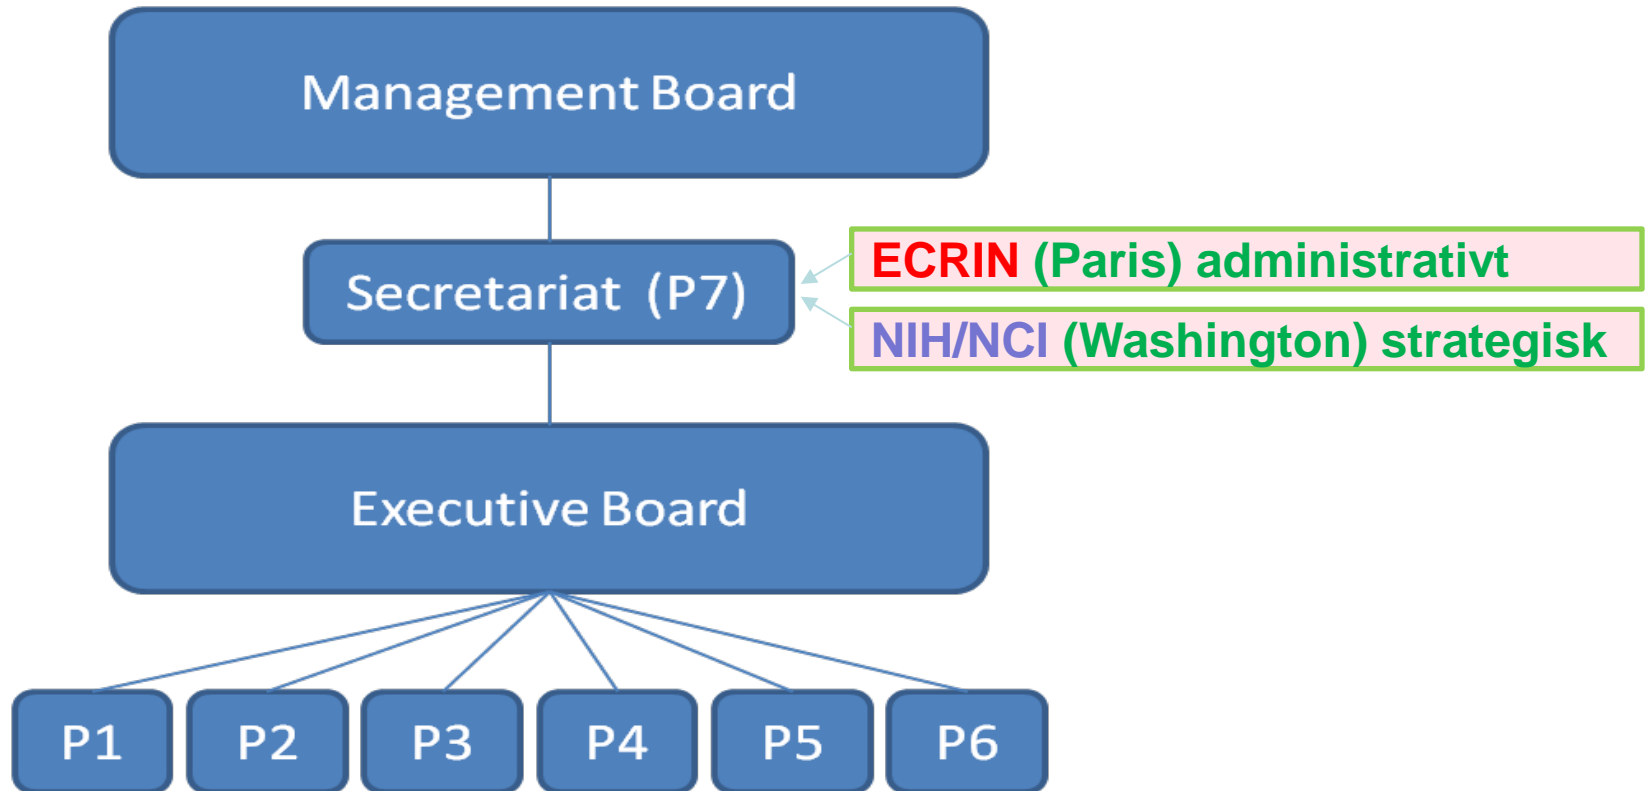 Management Board
Secretariat (P7)
ECRIN (Paris) administrativt
NIH/NCI (Washington) strategisk
Executive Board
P1
P2
P3
P4
P5
P6